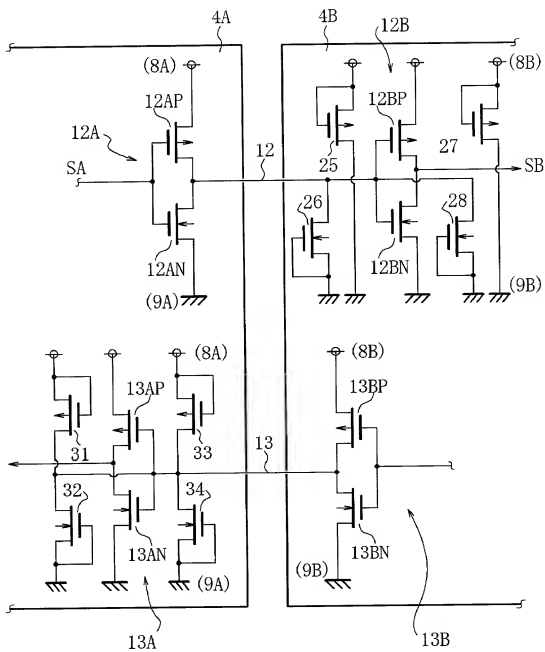 4A
4B
12B
(8A)
(8B)
12AP
12A
12BP
25
27
SA
12
SB
26
28
12AN
12BN
(9A)
(9B)
(8A)
(8B)
13AP
13BP
31
33
13
32
34
13AN
13BN
(9A)
(9B)
13A
13B